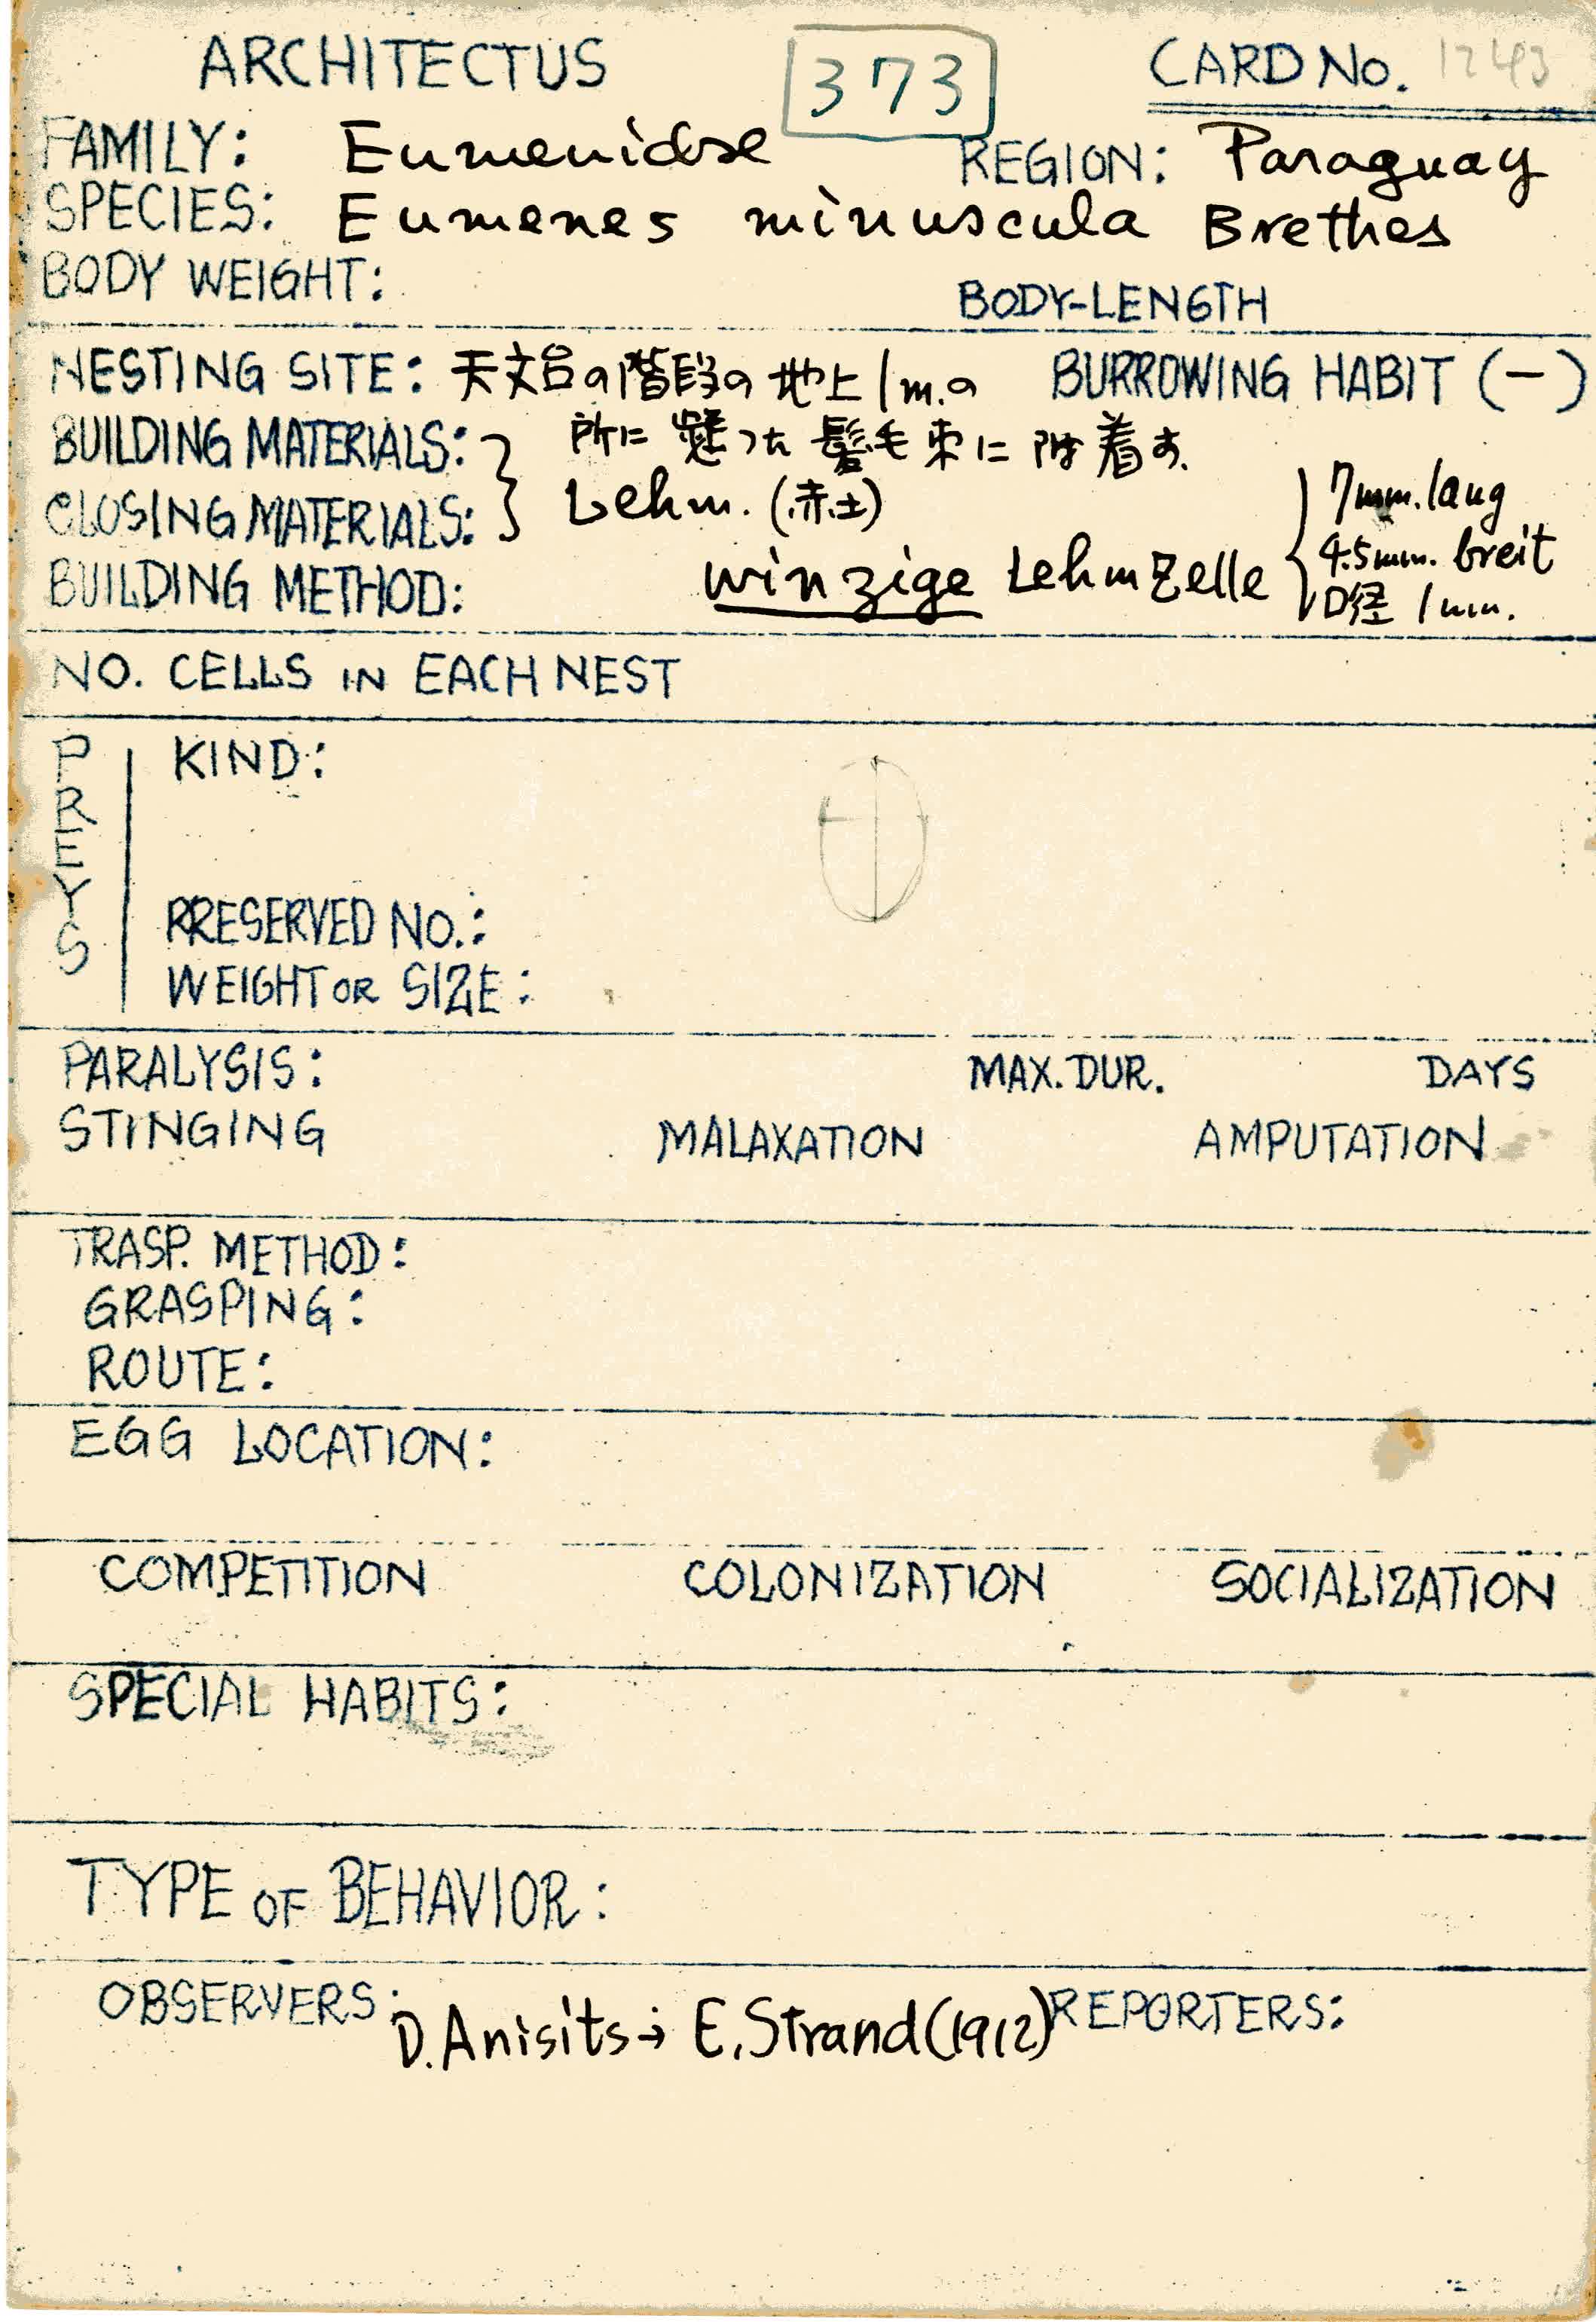 ARCHITECTUS 373 CARD No. 1243
FAMILY: Eumenidae REGION: Paraguay
SPECIES: Eumenes minuscula Brethes
BODY WEIGHT: BODY-LENGTH
NESTING SITE: 天文台の階段の地上1m.の BURROWING HABIT (-)
所に懸った髪毛束に附着す.
BUILDING MATERIALS: }
CLOSING MATERIALS: } Lehm. (赤土)
BUILDING METHOD: winzige Lehmzelle {
7mm. lang
4.5mm. breit
口径 1mm.
NO. CELLS IN EACH NEST
PREYS
KIND:
PRESERVED NO.:
WEIGHT OR SIZE:
PARALYSIS: MAX. DUR. DAYS
STINGING MALAXATION AMPUTATION
TRASP. METHOD:
GRASPING:
ROUTE:
EGG LOCATION:
COMPETITION COLONIZATION SOCIALIZATION
SPECIAL HABITS:
TYPE OF BEHAVIOR:
OBSERVERS: D. Anisits → E. Strand (1912) REPORTERS: